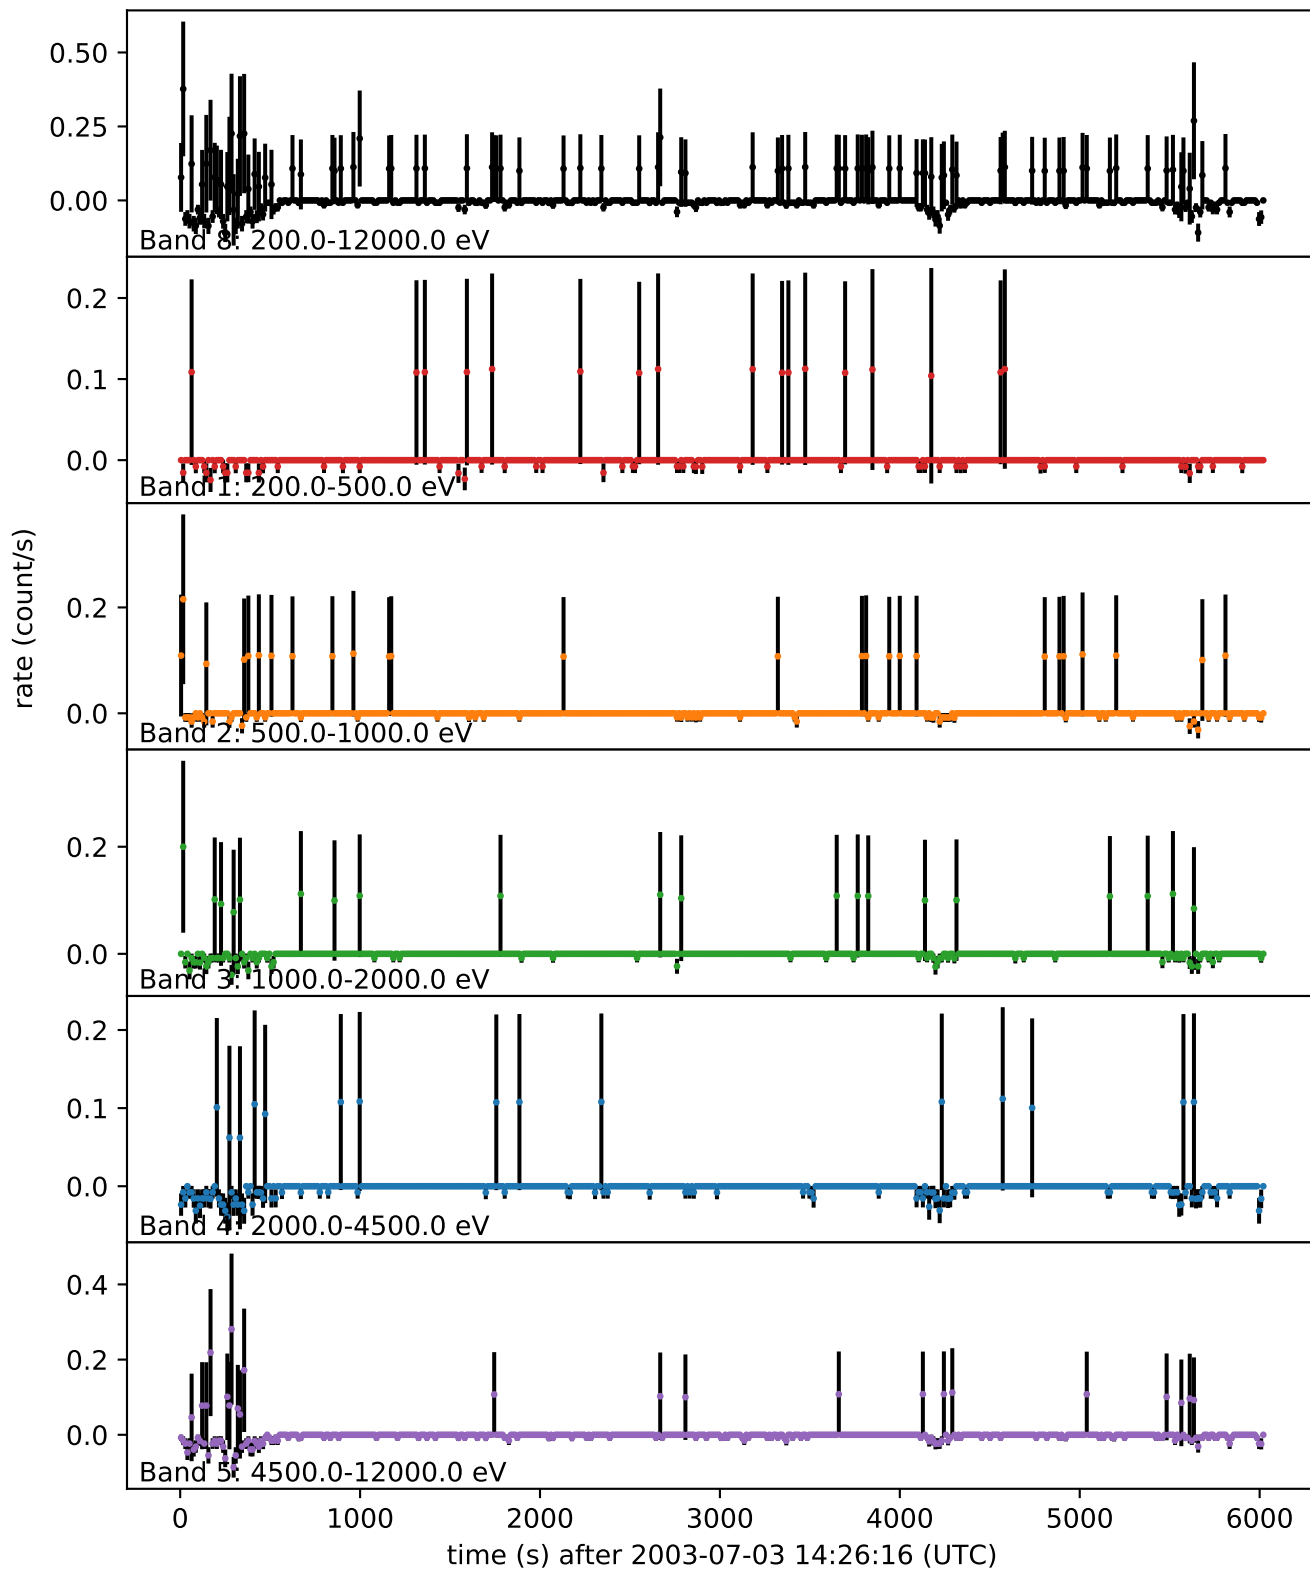 0.50
0.25
0.00
Band 8: 200.0-12000.0 eV
0.2
0.1
0.0
Band 1: 200.0-500.0 eV
0.2
0.0
Band 2: 500.0-1000.0 eV
rate (count/s)
0.2
0.0
Band 3: 1000.0-2000.0 eV
0.2
0.1
0.0
Band 4: 2000.0-4500.0 eV
0.4
0.2
0.0
Band 5: 4500.0-12000.0 eV
0 1000 2000 3000 4000 5000 6000
time (s) after 2003-07-03 14:26:16 (UTC)